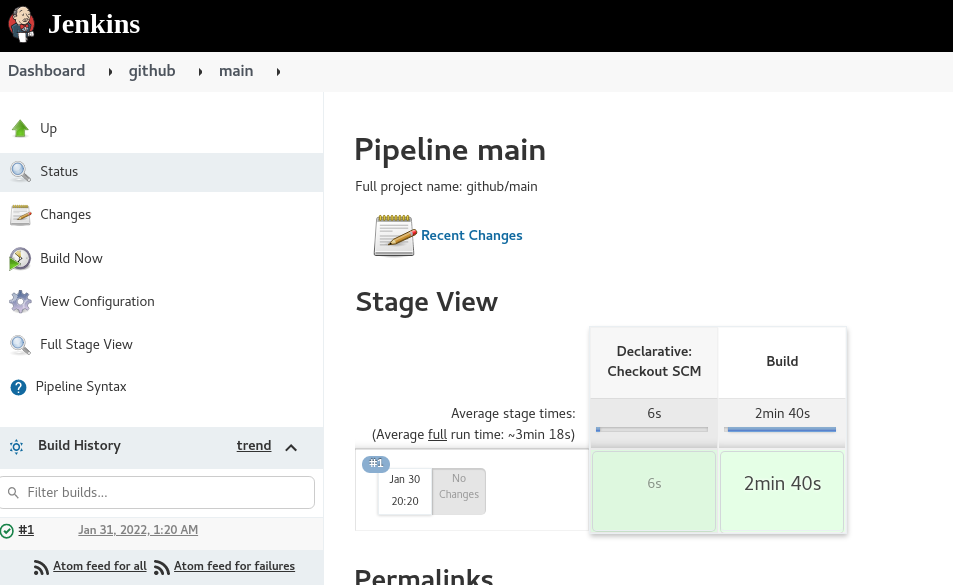 Jenkins
Dashboard github main
Up
Status
Changes
Build Now
View Configuration
Full Stage View
Pipeline Syntax
Build History trend
Filter builds...
#1 Jan 31, 2022, 1:20 AM
Atom feed for all Atom feed for failures
Pipeline main
Full project name: github/main
Recent Changes
Stage View
Declarative:
Checkout SCM
Build
Average stage times:
(Average full run time: ~3min 18s)
6s
2min 40s
#1
Jan 30
20:20
No
Changes
6s
2min 40s
Permalinks